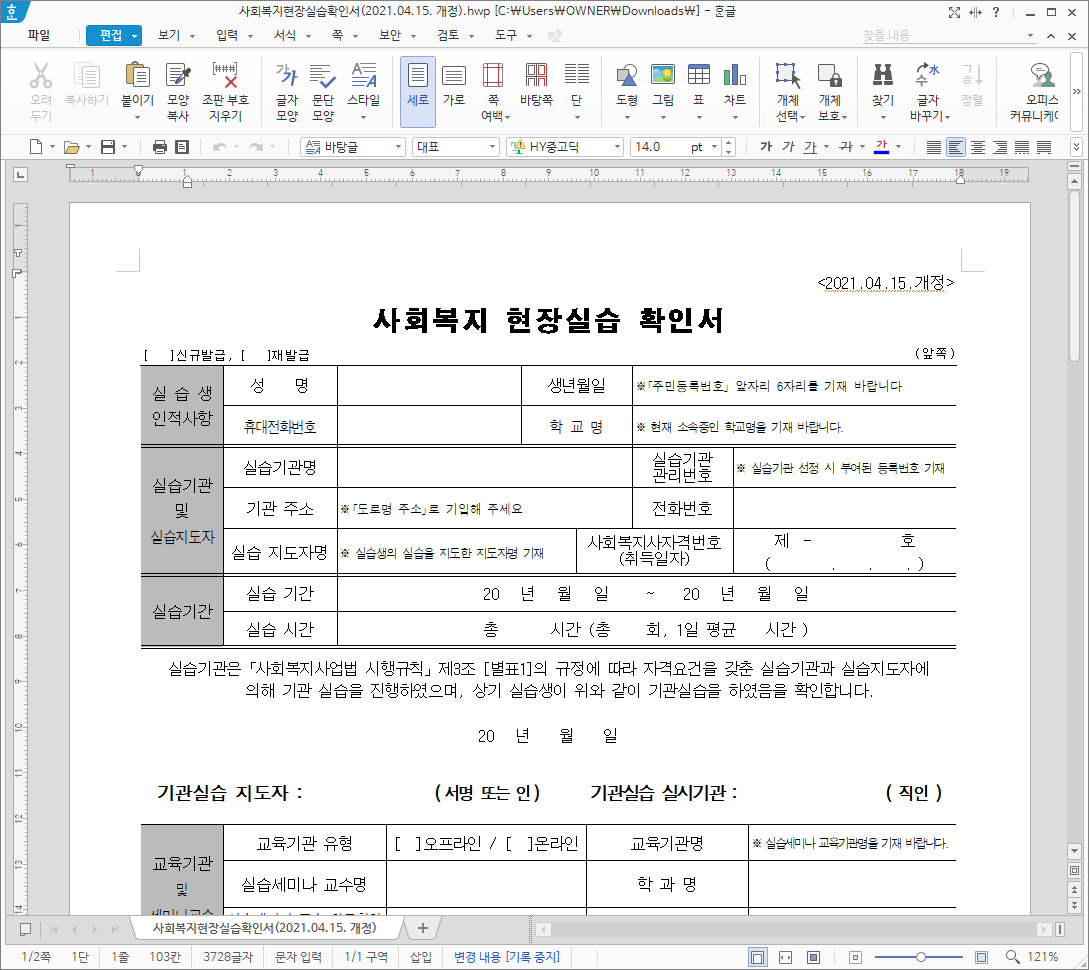 사회복지현장실습확인서(2021.04.15. 개정).hwp [C:₩Users₩OWNER₩Downloads₩] - 훈글
파일 편집 보기 입력 서식 쪽 보안 검토 도구 찾을 내용
오려두기 복사하기 붙이기 모양 복사 조판 부호 지우기 글자 모양 문단 모양 스타일 세로 가로 쪽 여백 바탕쪽 단 도형 그림 표 차트 개체 선택 개체 보호 찾기 글자 바꾸기 정렬 오피스 커뮤니케
바탕글 대표 HY중고딕 14.0 pt 가 가 가 가 가
1 1 2 3 4 5 6 7 8 9 10 11 12 13 14 15 16 17 18 19
<2021.04.15.개정>
사회복지 현장실습 확인서
[ ]신규발급, [ ]재발급 (앞쪽)
실 습 생 인적사항
성 명 생년월일 ※「주민등록번호」 앞자리 6자리를 기재 바랍니다
휴대전화번호 학 교 명 ※ 현재 소속중인 학교명을 기재 바랍니다.
실습기관 및 실습지도자
실습기관명 실습기관 관리번호 ※ 실습기관 선정 시 부여된 등록번호 기재
기관 주소 ※「도로명 주소」로 기입해 주세요 전화번호
실습 지도자명 ※ 실습생의 실습을 지도한 지도자명 기재 사회복지사자격번호 (취득일자) 제 - 호 ( . . . )
실습기간
실습 기간 20 년 월 일 ~ 20 년 월 일
실습 시간 총 시간 (총 회, 1일 평균 시간 )
실습기관은 「사회복지사업법 시행규칙」 제3조 [별표1]의 규정에 따라 자격요건을 갖춘 실습기관과 실습지도자에
의해 기관 실습을 진행하였으며, 상기 실습생이 위와 같이 기관실습을 하였음을 확인합니다.
20 년 월 일
기관실습 지도자 : (서명 또는 인) 기관실습 실시기관 : ( 직인 )
교육기관 및
교육기관 유형 [ ]오프라인 / [ ]온라인 교육기관명 ※ 실습세미나 교육기관명을 기재 바랍니다.
실습세미나 교수명 학 과 명
사회복지현장실습확인서(2021.04.15. 개정)
1/2쪽 1단 1줄 103칸 3728글자 문자 입력 1/1 구역 삽입 변경 내용 [기록 중지] 121%